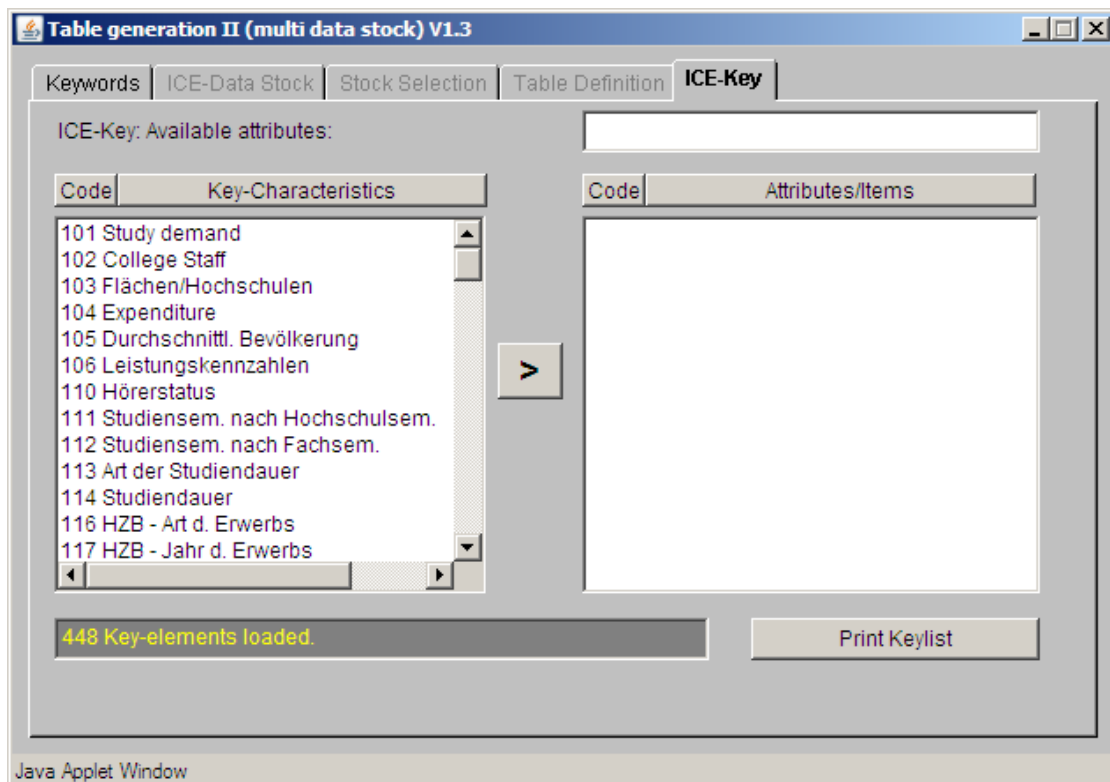 Table generation II (multi data stock) V1.3
Keywords ICE-Data Stock Stock Selection Table Definition ICE-Key
ICE-Key: Available attributes:
Code Key-Characteristics Code Attributes/Items
101 Study demand
102 College Staff
103 Flächen/Hochschulen
104 Expenditure
105 Durchschnittl. Bevölkerung
106 Leistungskennzahlen
110 Hörerstatus
111 Studiensem. nach Hochschulsem.
112 Studiensem. nach Fachsem.
113 Art der Studiendauer
114 Studiendauer
116 HZB - Art d. Erwerbs
117 HZB - Jahr d. Erwerbs
>
448 Key-elements loaded. Print Keylist
Java Applet Window